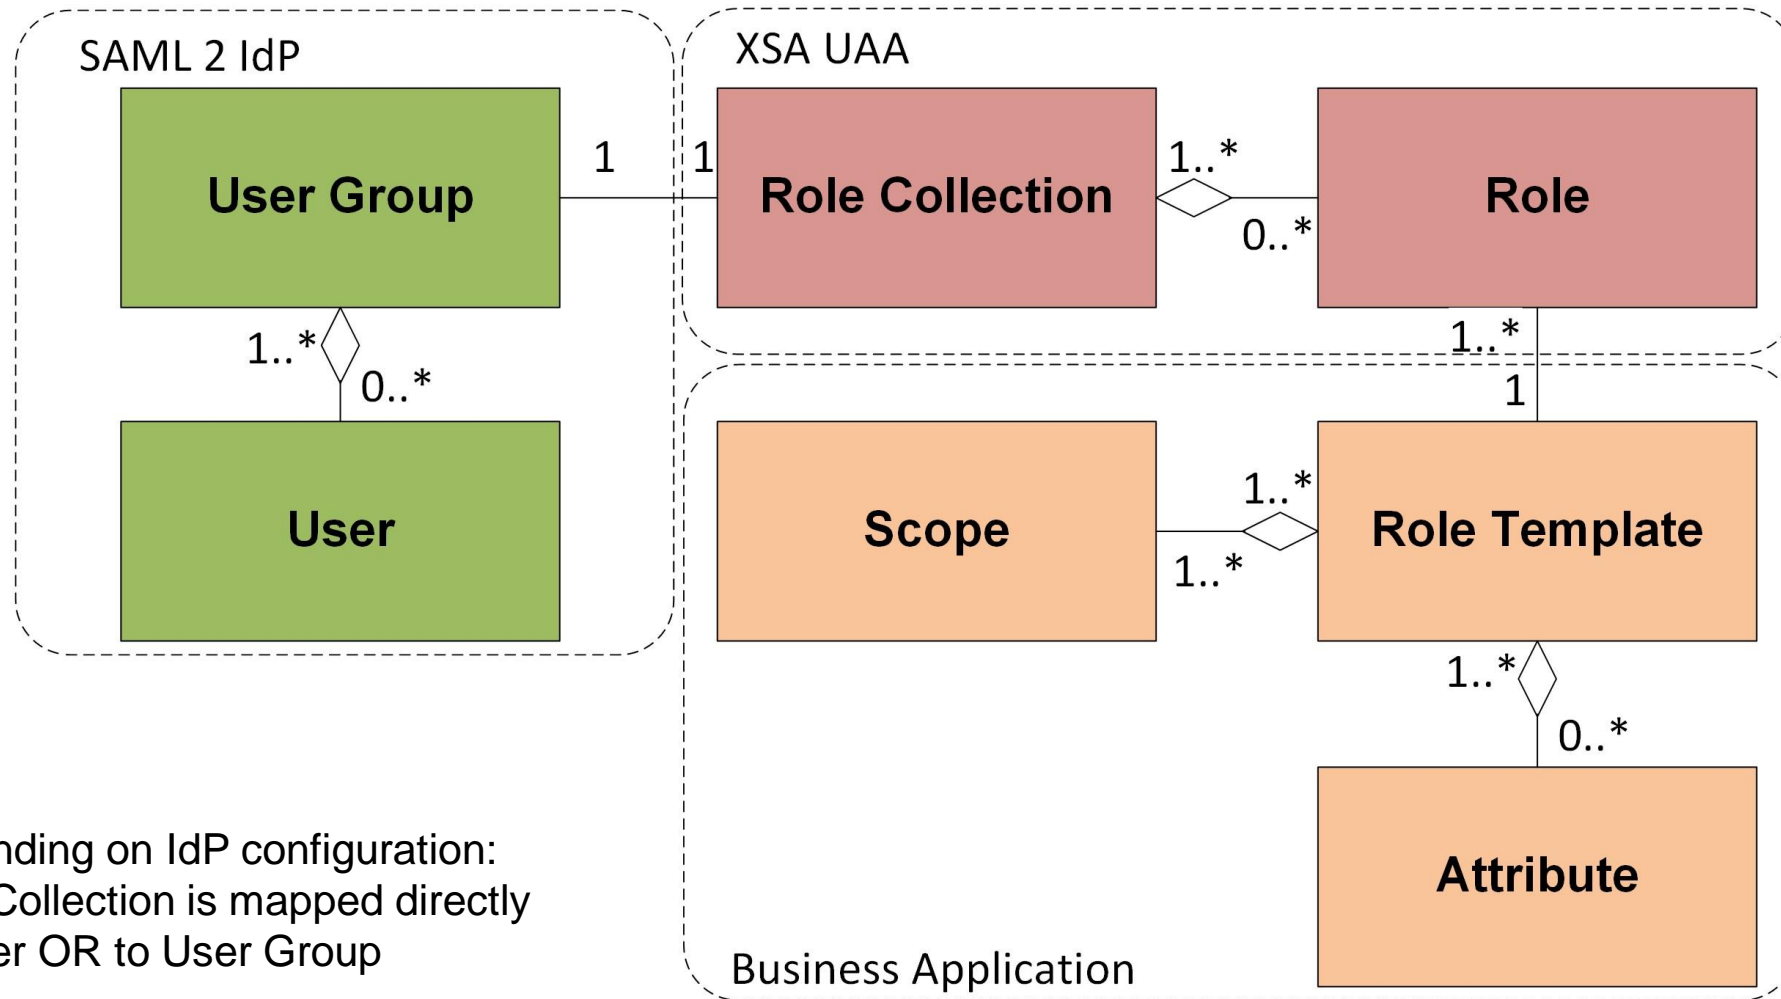 SAML 2 IdP
XSA UAA
User Group
1
1
Role Collection
1..*
0..*
Role
1..*
0..*
1..*
1
User
Scope
1..*
1..*
Role Template
1..*
0..*
Attribute
nding on IdP configuration:
Collection is mapped directly
er OR to User Group
Business Application